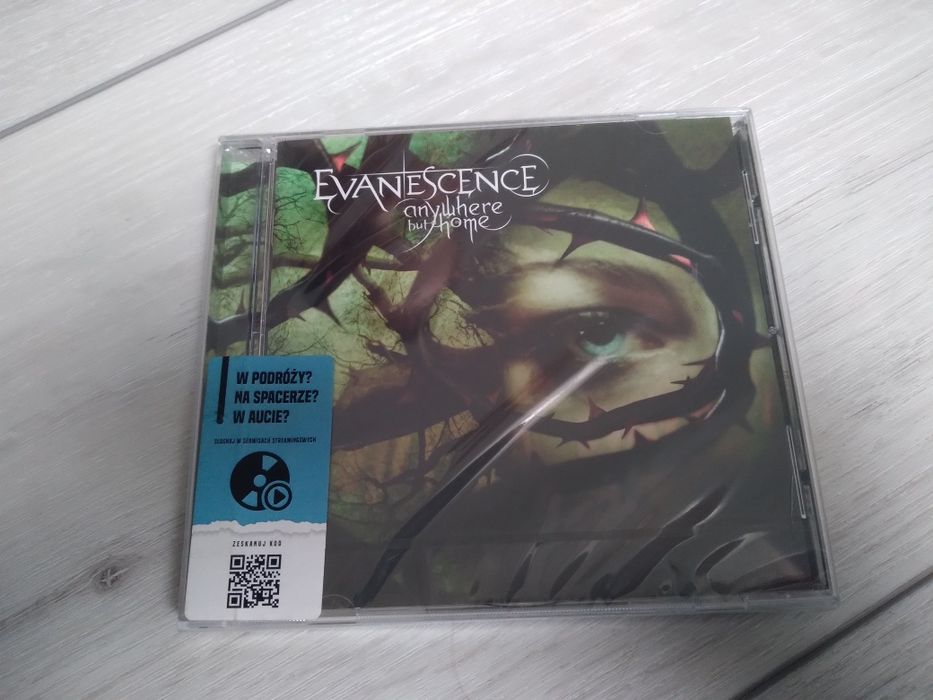 EVANESCENCE
anywhere
but home
W PODRÓŻY?
NA SPACERZE?
W AUCIE?
SŁUCHAJ W SERWISACH STREAMINGOWYCH
ZESKANUJ KOD